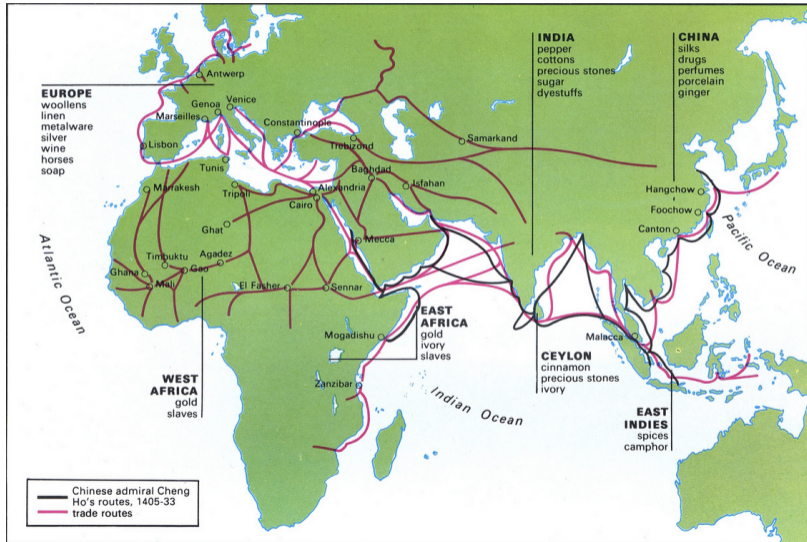 EUROPE
woollens
linen
metalware
silver
wine
horses
soap
INDIA
pepper
cottons
precious stones
sugar
dyestuffs
CHINA
silks
drugs
perfumes
porcelain
ginger
Antwerp
Genoa
Venice
Marseilles
Constantinople
Lisbon
Trebizond
Samarkand
Tunis
Baghdad
Isfahan
Marrakesh
Tripoli
Alexandria
Cairo
Hangchow
Foochow
Canton
Ghat
Mecca
Atlantic Ocean
Pacific Ocean
Timbuktu
Agadez
Ghana
Gao
Mali
El Fasher
Sennar
EAST
AFRICA
gold
ivory
slaves
Mogadishu
Malacca
CEYLON
cinnamon
precious stones
ivory
WEST
AFRICA
gold
slaves
Zanzibar
Indian Ocean
EAST
INDIES
spices
camphor
Chinese admiral Cheng
Ho's routes, 1405-33
trade routes